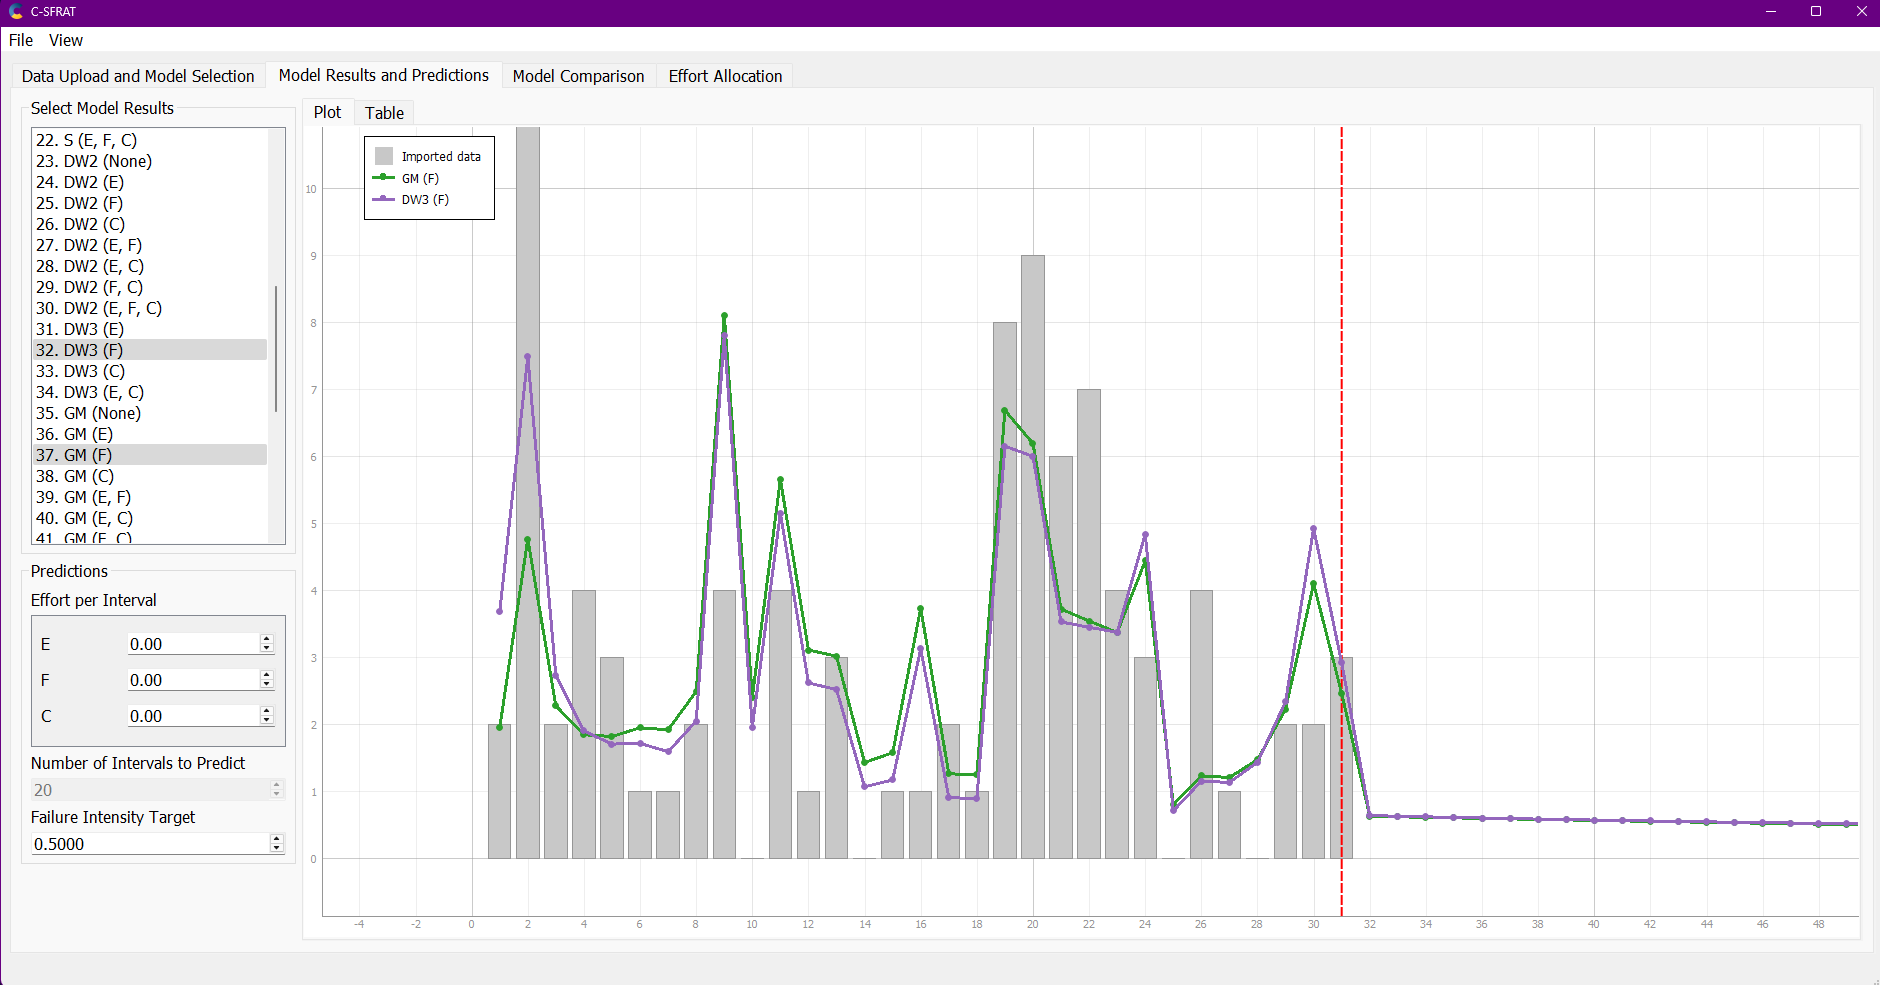 C-SFRAT
File View
Data Upload and Model Selection Model Results and Predictions Model Comparison Effort Allocation
Select Model Results
22. S (E, F, C)
23. DW2 (None)
24. DW2 (E)
25. DW2 (F)
26. DW2 (C)
27. DW2 (E, F)
28. DW2 (E, C)
29. DW2 (F, C)
30. DW2 (E, F, C)
31. DW3 (E)
32. DW3 (F)
33. DW3 (C)
34. DW3 (E, C)
35. GM (None)
36. GM (E)
37. GM (F)
38. GM (C)
39. GM (E, F)
40. GM (E, C)
41. GM (F, C)
Predictions
Effort per Interval
E 0.00
F 0.00
C 0.00
Number of Intervals to Predict
20
Failure Intensity Target
0.5000
Plot Table
Imported data
GM (F)
DW3 (F)
10
9
8
7
6
5
4
3
2
1
0
-4 -2 0 2 4 6 8 10 12 14 16 18 20 22 24 26 28 30 32 34 36 38 40 42 44 46 48